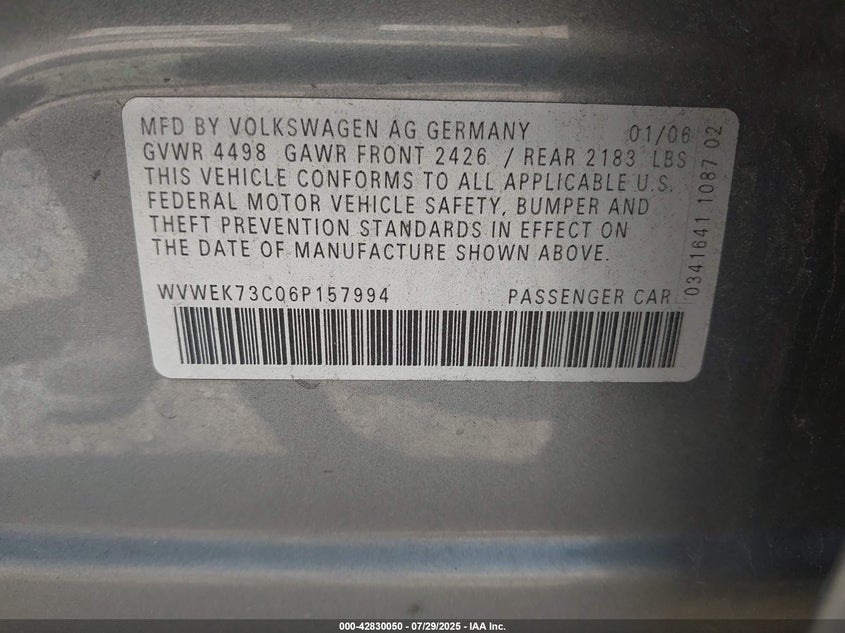 MFD BY VOLKSWAGEN AG GERMANY 01/06
GVWR 4498 GAWR FRONT 2426 / REAR 2183 LBS
THIS VEHICLE CONFORMS TO ALL APPLICABLE U.S.
FEDERAL MOTOR VEHICLE SAFETY, BUMPER AND
THEFT PREVENTION STANDARDS IN EFFECT ON
THE DATE OF MANUFACTURE SHOWN ABOVE.
WVWEK73C06P157994 PASSENGER CAR
0341641 1087 02
000-42830050 - 07/29/2025 - IAA Inc.